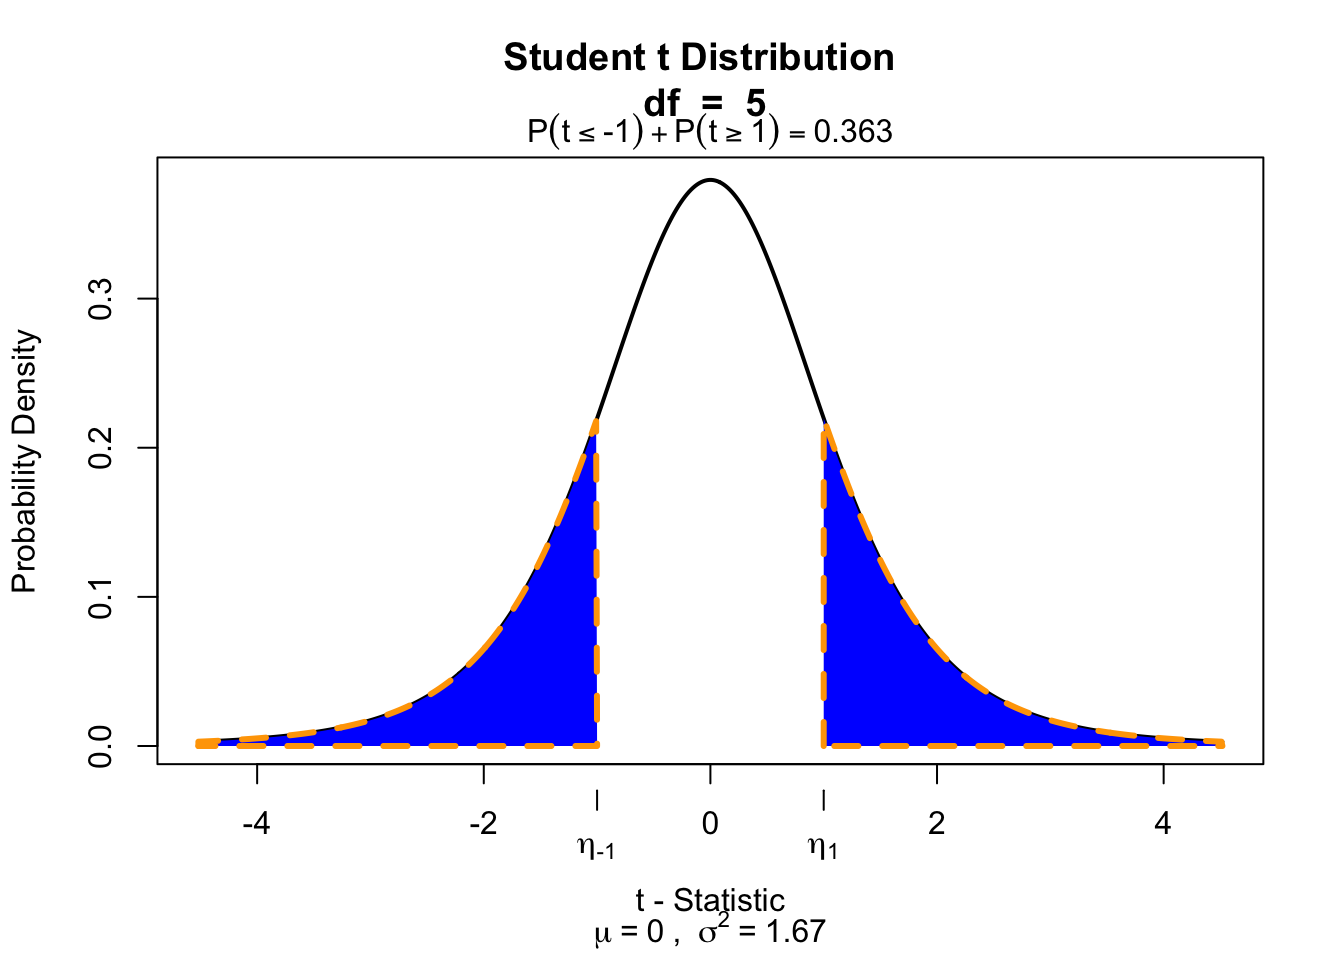 Student t Distribution
df = 5
P(t ≤ -1) + P(t ≥ 1) = 0.363
Probability Density
0.3
0.2
0.1
0.0
-4 -2 0 2 4
η-1 η1
t - Statistic
μ = 0 , σ² = 1.67